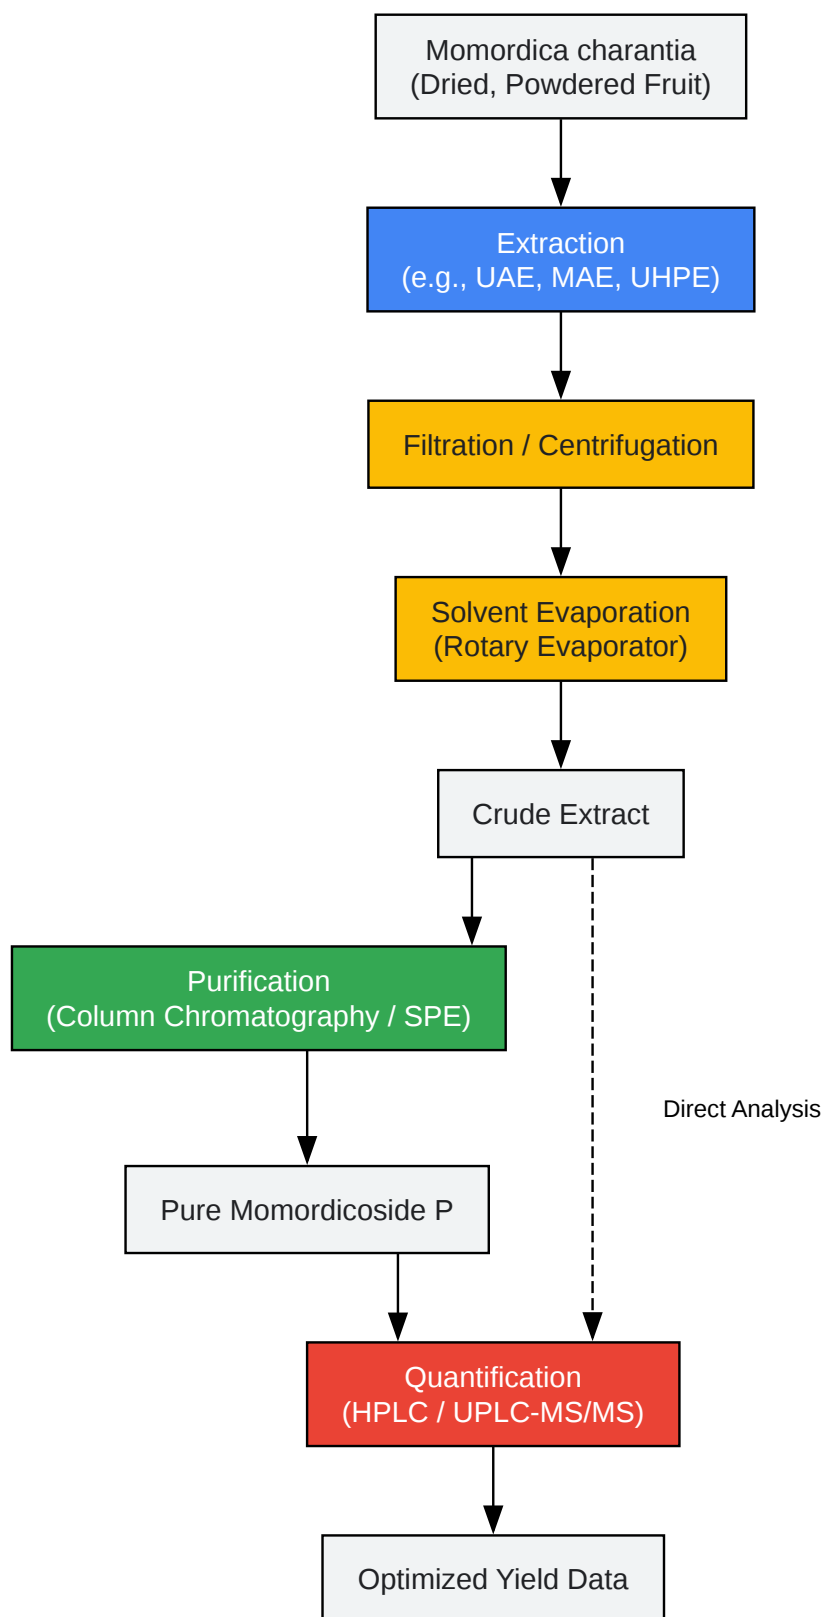 Momordica charantia
(Dried, Powdered Fruit)
Extraction
(e.g., UAE, MAE, UHPE)
Filtration / Centrifugation
Solvent Evaporation
(Rotary Evaporator)
Crude Extract
Purification
(Column Chromatography / SPE)
Direct Analysis
Pure Momordicoside P
Quantification
(HPLC / UPLC-MS/MS)
Optimized Yield Data